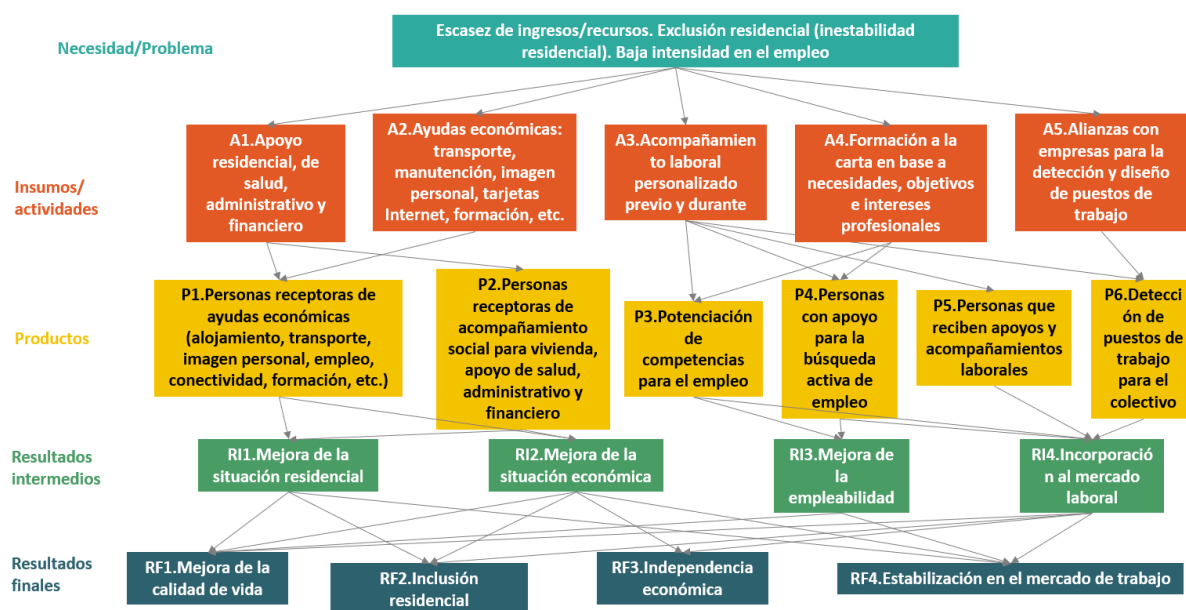 Necesidad/Problema
Escasez de ingresos/recursos. Exclusión residencial (inestabilidad
residencial). Baja intensidad en el empleo
Insumos/
actividades
A1.Apoyo
residencial, de
salud,
administrativo y
financiero
A2.Ayudas económicas:
transporte,
manutención, imagen
personal, tarjetas
Internet, formación, etc.
A3.Acompañamien
to laboral
personalizado
previo y durante
A4.Formación a la
carta en base a
necesidades, objetivos
e intereses
profesionales
A5.Alianzas con
empresas para la
detección y diseño
de puestos de
trabajo
Productos
P1.Personas receptoras de
ayudas económicas
(alojamiento, transporte,
imagen personal, empleo,
conectividad, formación, etc.)
P2.Personas
receptoras de
acompañamiento
social para vivienda,
apoyo de salud,
administrativo y
financiero
P3.Potenciación
de
competencias
para el empleo
P4.Personas
con apoyo
para la
búsqueda
activa de
empleo
P5.Personas que
reciben apoyos y
acompañamientos
laborales
P6.Detecci
ón de
puestos de
trabajo
para el
colectivo
Resultados
intermedios
RI1.Mejora de la
situación residencial
RI2.Mejora de la
situación económica
RI3.Mejora de
la
empleabilidad
RI4.Incorporació
n al mercado
laboral
Resultados
finales
RF1.Mejora de la
calidad de vida
RF2.Inclusión
residencial
RF3.Independencia
económica
RF4.Estabilización en el mercado de trabajo